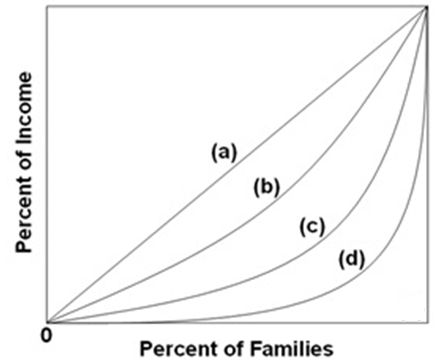 Percent of Income
(a)
(b)
(c)
(d)
0
Percent of Families